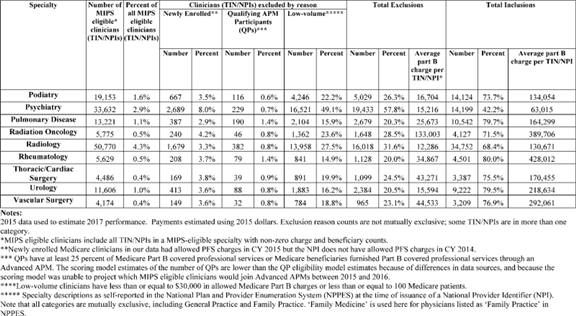 Specialty Number of MIPS eligible* clinicians (TIN/NPIs) Percent of all MIPS eligible clinicians (TIN/NPIs) Clinicians (TIN/NPIs) excluded by reason Total Exclusions Total Inclusions
Newly Enrolled** Qualifying APM Participants (QPs)*** Low-volume*****
Number Percent Number Percent Number Percent Number Percent Average part B charge per TIN/NPI* Number Percent Average part B charge per TIN/NPI
Podiatry 19,153 1.6% 667 3.5% 116 0.6% 4,246 22.2% 5,029 26.3% 16,704 14,124 73.7% 134,054
Psychiatry 33,632 2.9% 2,689 8.0% 229 0.7% 16,521 49.1% 19,433 57.8% 15,216 14,199 42.2% 63,015
Pulmonary Disease 13,221 1.1% 387 2.9% 190 1.4% 2,104 15.9% 2,679 20.3% 25,673 10,542 79.7% 164,299
Radiation Oncology 5,775 0.5% 240 4.2% 46 0.8% 1,362 23.6% 1,648 28.5% 133,003 4,127 71.5% 389,706
Radiology 50,770 4.3% 1,679 3.3% 382 0.8% 13,958 27.5% 16,018 31.6% 12,286 34,752 68.4% 130,671
Rheumatology 5,629 0.5% 208 3.7% 79 1.4% 841 14.9% 1,128 20.0% 34,867 4,501 80.0% 428,012
Thoracic/Cardiac Surgery 4,486 0.4% 169 3.8% 39 0.9% 891 19.9% 1,099 24.5% 43,271 3,387 75.5% 170,455
Urology 11,606 1.0% 413 3.6% 88 0.8% 1,883 16.2% 2,384 20.5% 13,594 9,222 79.5% 218,634
Vascular Surgery 4,174 0.4% 149 3.6% 32 0.8% 784 18.8% 965 23.1% 44,533 3,209 76.9% 292,061
Notes:
2015 data used to estimate 2017 performance. Payments estimated using 2015 dollars. Exclusion reason counts are not mutually exclusive; some TIN/NPIs are in more than one
category.
*MIPS eligible clinicians include all TIN/NPIs in a MIPS-eligible specialty with non-zero charge and beneficiary counts.
**Newly enrolled Medicare clinicians in our data had allowed PFS charges in CY 2015 but the NPI does not have allowed PFS charges in CY 2014.
*** QPs have at least 25 percent of Medicare Part B covered professional services or Medicare beneficiaries furnished Part B covered professional services through an
Advanced APM. The scoring model estimates of the number of QPs are lower than the QP eligibility model estimates because of differences in data sources, and because the
scoring model was unable to project which MIPS eligible clinicians would join Advanced APMs between 2015 and 2016.
****Low-volume clinicians have less than or equal to $30,000 in allowed Medicare Part B charges or less than or equal to 100 Medicare patients.
***** Specialty descriptions as self-reported in the National Plan and Provider Enumeration System (NPPES) at the time of issuance of a National Provider Identifier (NPI).
Note that all categories are mutually exclusive, including General Practice and Family Practice. 'Family Medicine' is used here for physicians listed as 'Family Practice' in
NPPES.